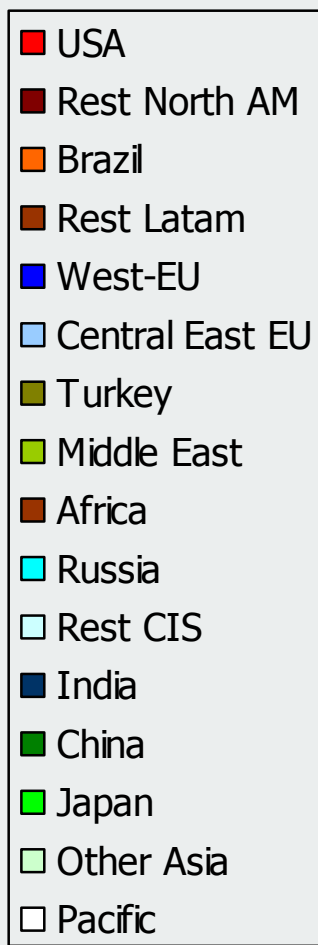 USA
Rest North AM
Brazil
Rest Latam
West-EU
Central East EU
Turkey
Middle East
Africa
Russia
Rest CIS
India
China
Japan
Other Asia
Pacific